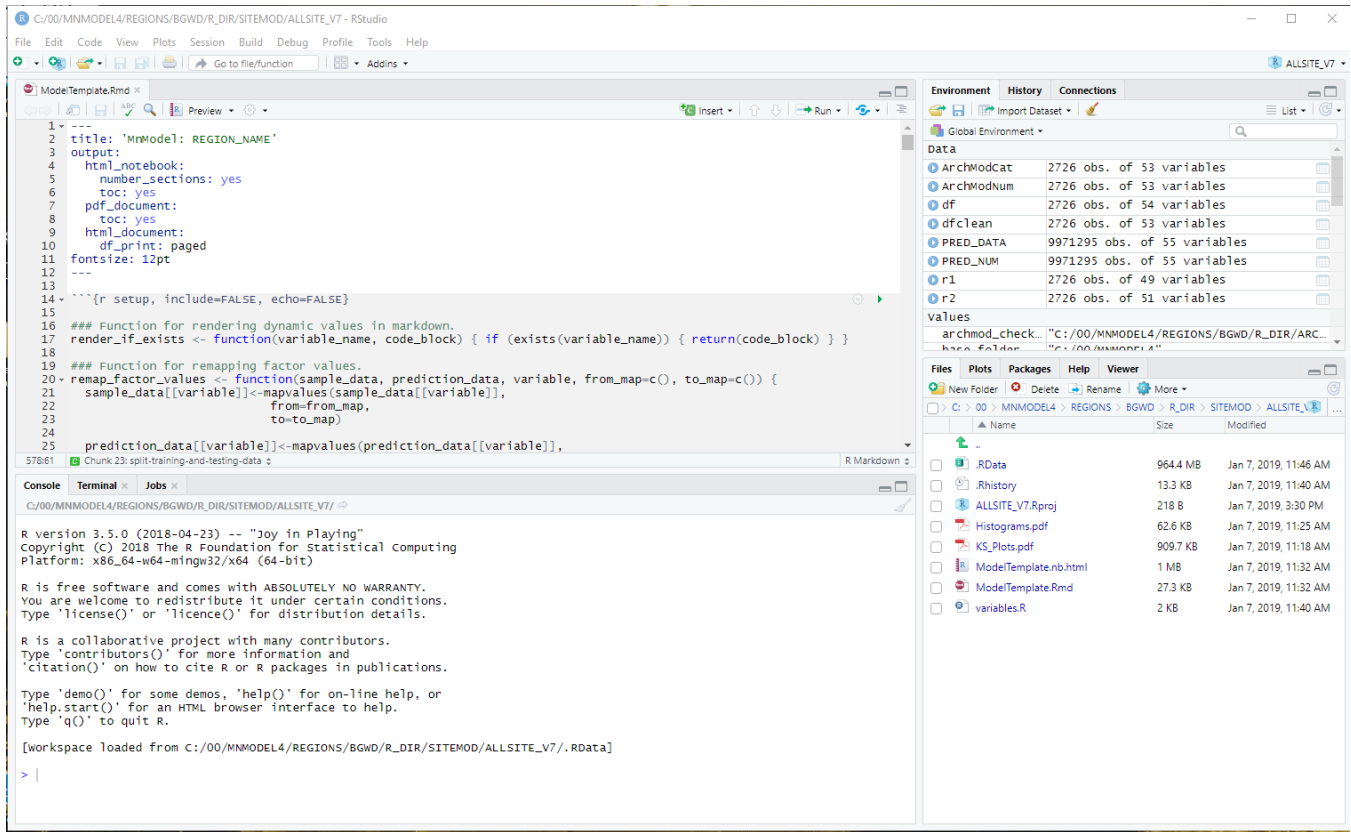 C:/00/MNMODEL4/REGIONS/BGWD/R_DIR/SITEMOD/ALLSITE_V7 - RStudio
File Edit Code View Plots Session Build Debug Profile Tools Help
Go to file/function Addins
ALLSITE_V7
ModelTemplate.Rmd
ABC Preview Insert Run
1 ---
2 title: 'MnModel: REGION_NAME'
3 output:
4 html_notebook:
5 number_sections: yes
6 toc: yes
7 pdf_document:
8 toc: yes
9 html_document:
10 df_print: paged
11 fontsize: 12pt
12 ---
13
14 ```{r setup, include=FALSE, echo=FALSE}
15
16 ### Function for rendering dynamic values in markdown.
17 render_if_exists <- function(variable_name, code_block) { if (exists(variable_name)) { return(code_block) } }
18
19 ### Function for remapping factor values.
20 remap_factor_values <- function(sample_data, prediction_data, variable, from_map=c(), to_map=c()) {
21 sample_data[[variable]]<-mapvalues(sample_data[[variable]],
22 from=from_map,
23 to=to_map)
24
25 prediction_data[[variable]]<-mapvalues(prediction_data[[variable]],
578:61 Chunk 23: split-training-and-testing-data R Markdown
Console Terminal Jobs
C:/00/MNMODEL4/REGIONS/BGWD/R_DIR/SITEMOD/ALLSITE_V7/
R version 3.5.0 (2018-04-23) -- "Joy in Playing"
Copyright (C) 2018 The R Foundation for Statistical Computing
Platform: x86_64-w64-mingw32/x64 (64-bit)
R is free software and comes with ABSOLUTELY NO WARRANTY.
You are welcome to redistribute it under certain conditions.
Type 'license()' or 'licence()' for distribution details.
R is a collaborative project with many contributors.
Type 'contributors()' for more information and
'citation()' on how to cite R or R packages in publications.
Type 'demo()' for some demos, 'help()' for on-line help, or
'help.start()' for an HTML browser interface to help.
Type 'q()' to quit R.
[Workspace loaded from C:/00/MNMODEL4/REGIONS/BGWD/R_DIR/SITEMOD/ALLSITE_V7/.RData]
>
Environment History Connections
Import Dataset List
Global Environment
Data
ArchModCat 2726 obs. of 53 variables
ArchModNum 2726 obs. of 53 variables
df 2726 obs. of 54 variables
dfclean 2726 obs. of 53 variables
PRED_DATA 9971295 obs. of 55 variables
PRED_NUM 9971295 obs. of 55 variables
r1 2726 obs. of 49 variables
r2 2726 obs. of 51 variables
Values
archmod_check… "C:/00/MNMODEL4/REGIONS/BGWD/R_DIR/ARC…
base_folder "C:/00/MNMODEL4"
Files Plots Packages Help Viewer
New Folder Delete Rename More
C: > 00 > MNMODEL4 > REGIONS > BGWD > R_DIR > SITEMOD > ALLSITE_V ...
Name Size Modified
..
.RData 964.4 MB Jan 7, 2019, 11:46 AM
.Rhistory 13.3 KB Jan 7, 2019, 11:40 AM
ALLSITE_V7.Rproj 218 B Jan 7, 2019, 3:30 PM
Histograms.pdf 62.6 KB Jan 7, 2019, 11:25 AM
KS_Plots.pdf 909.7 KB Jan 7, 2019, 11:18 AM
ModelTemplate.nb.html 1 MB Jan 7, 2019, 11:32 AM
ModelTemplate.Rmd 27.3 KB Jan 7, 2019, 11:32 AM
variables.R 2 KB Jan 7, 2019, 11:40 AM